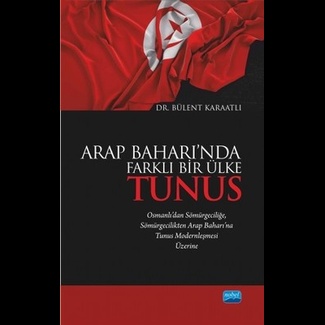 DR. BÜLENT KARAATLI
ARAP BAHARI'NDA
FARKLI BİR ÜLKE
TUNUS
Osmanlı'dan Sömürgeciliğe,
Sömürgecilikten Arap Baharı'na
Tunus Modernleşmesi
Üzerine
nobel